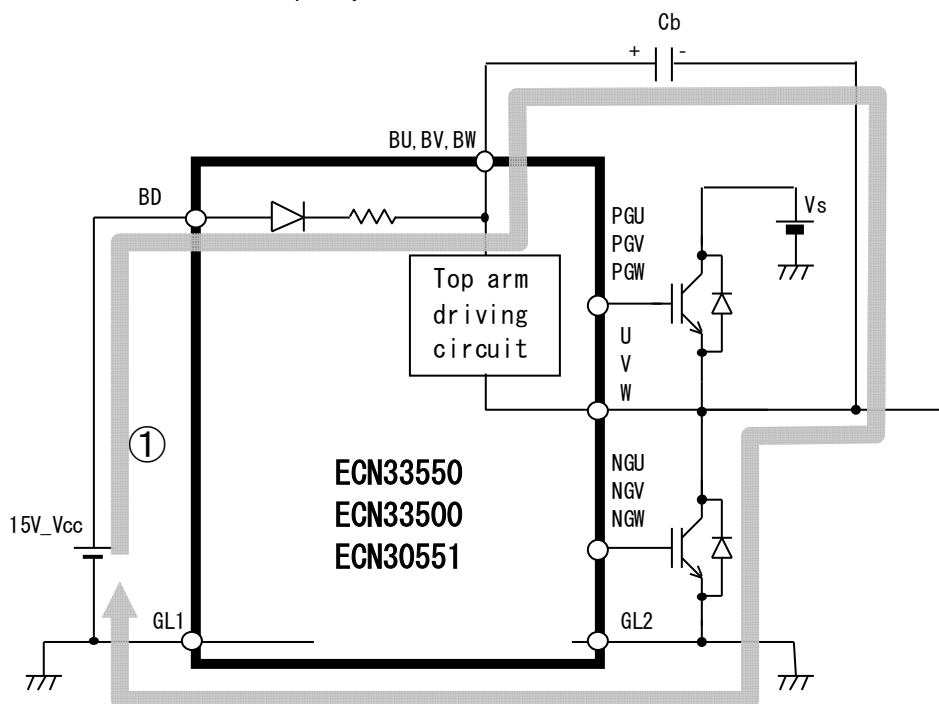 Cb
+ -
BU, BV, BW
BD
PGU
PGV
PGW
Vs
Top arm
driving
circuit
U
V
W
①
ECN33550
ECN33500
ECN30551
NGU
NGV
NGW
15V_Vcc
GL1
GL2